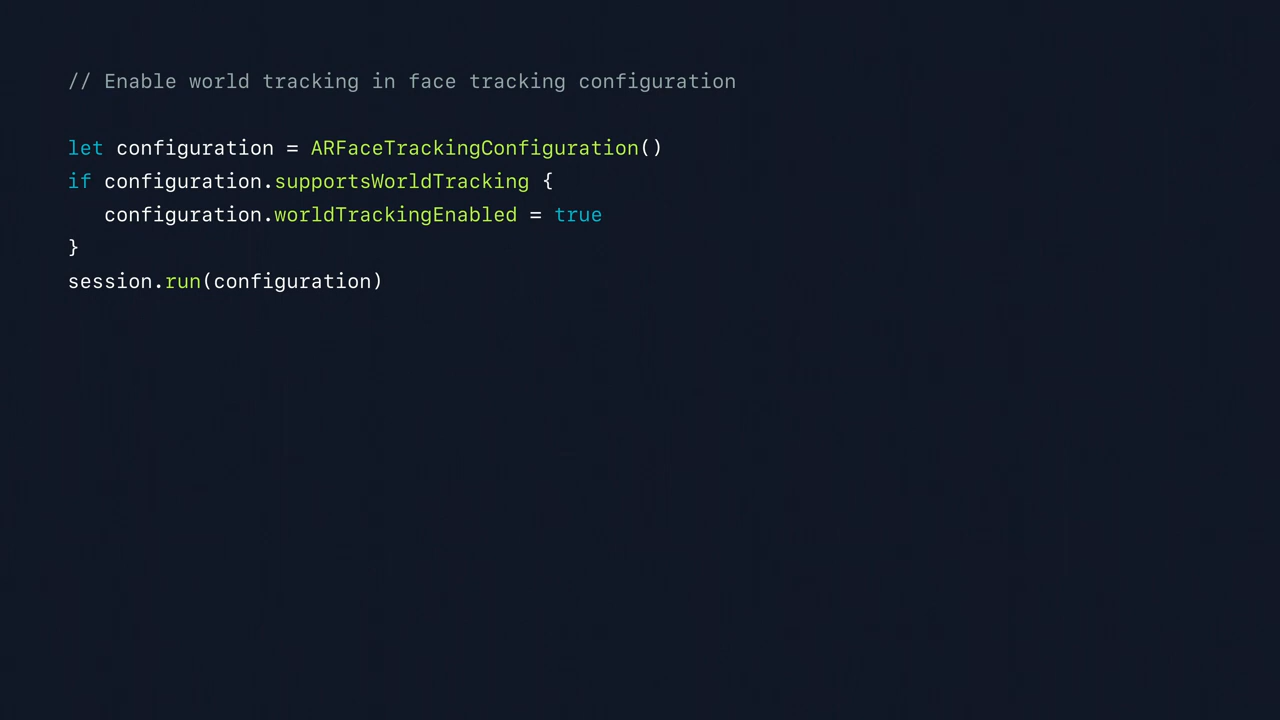 // Enable world tracking in face tracking configuration
let configuration = ARFaceTrackingConfiguration()
if configuration.supportsWorldTracking {
   configuration.worldTrackingEnabled = true
}
session.run(configuration)